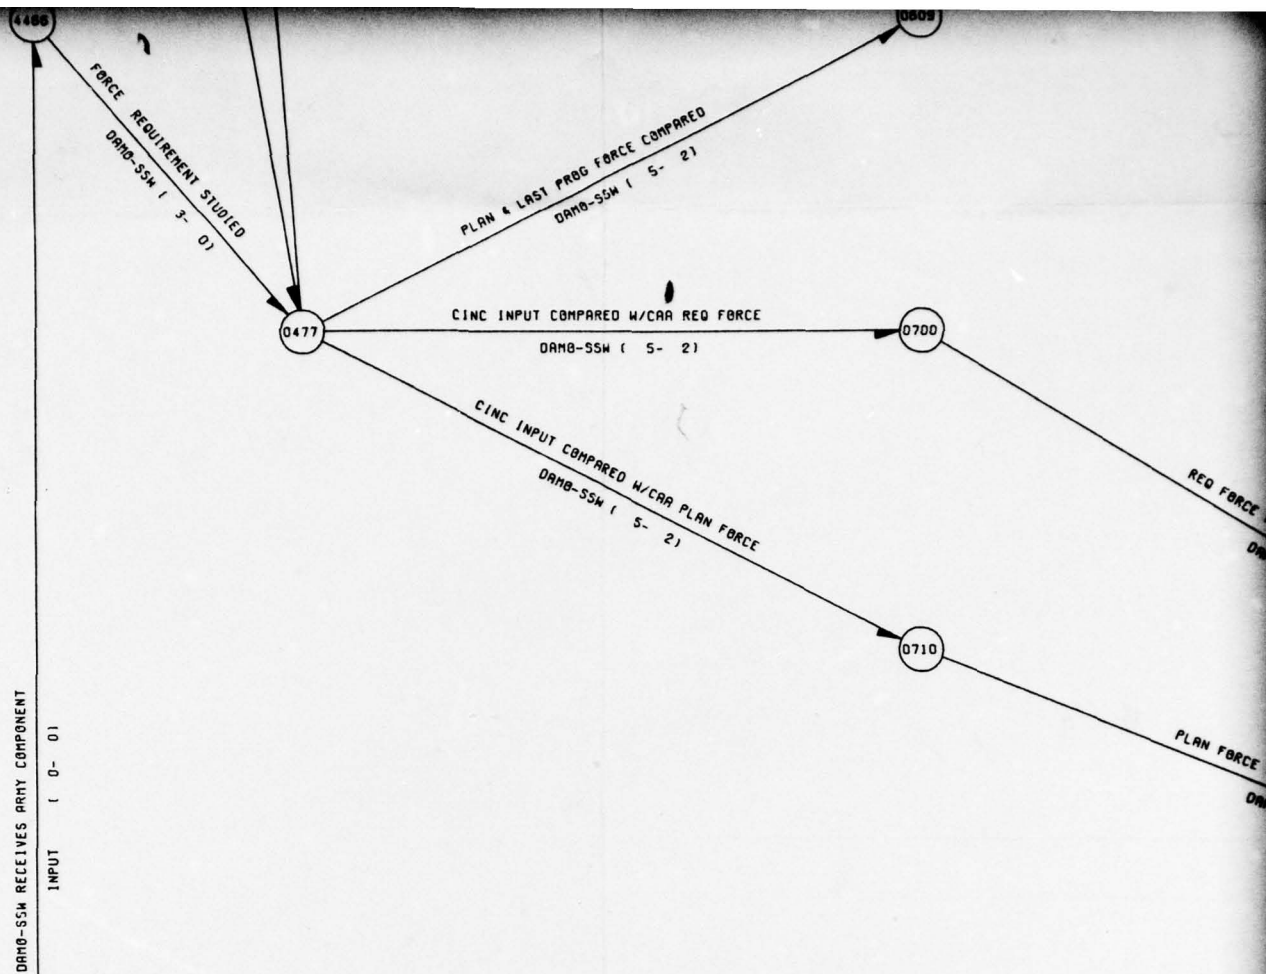 4466
0609
FORCE REQUIREMENT STUDIED
DAMO-SSW ( 3- 0)
PLAN & LAST PROG FORCE COMPARED
DAMO-SSW ( 5- 2)
0477
CINC INPUT COMPARED W/CAA REQ FORCE
DAMO-SSW ( 5- 2)
0700
CINC INPUT COMPARED W/CAA PLAN FORCE
DAMO-SSW ( 5- 2)
REQ FORCE
0710
PLAN FORCE
DAMO-SSW RECEIVES ARMY COMPONENT
INPUT ( 0- 0)